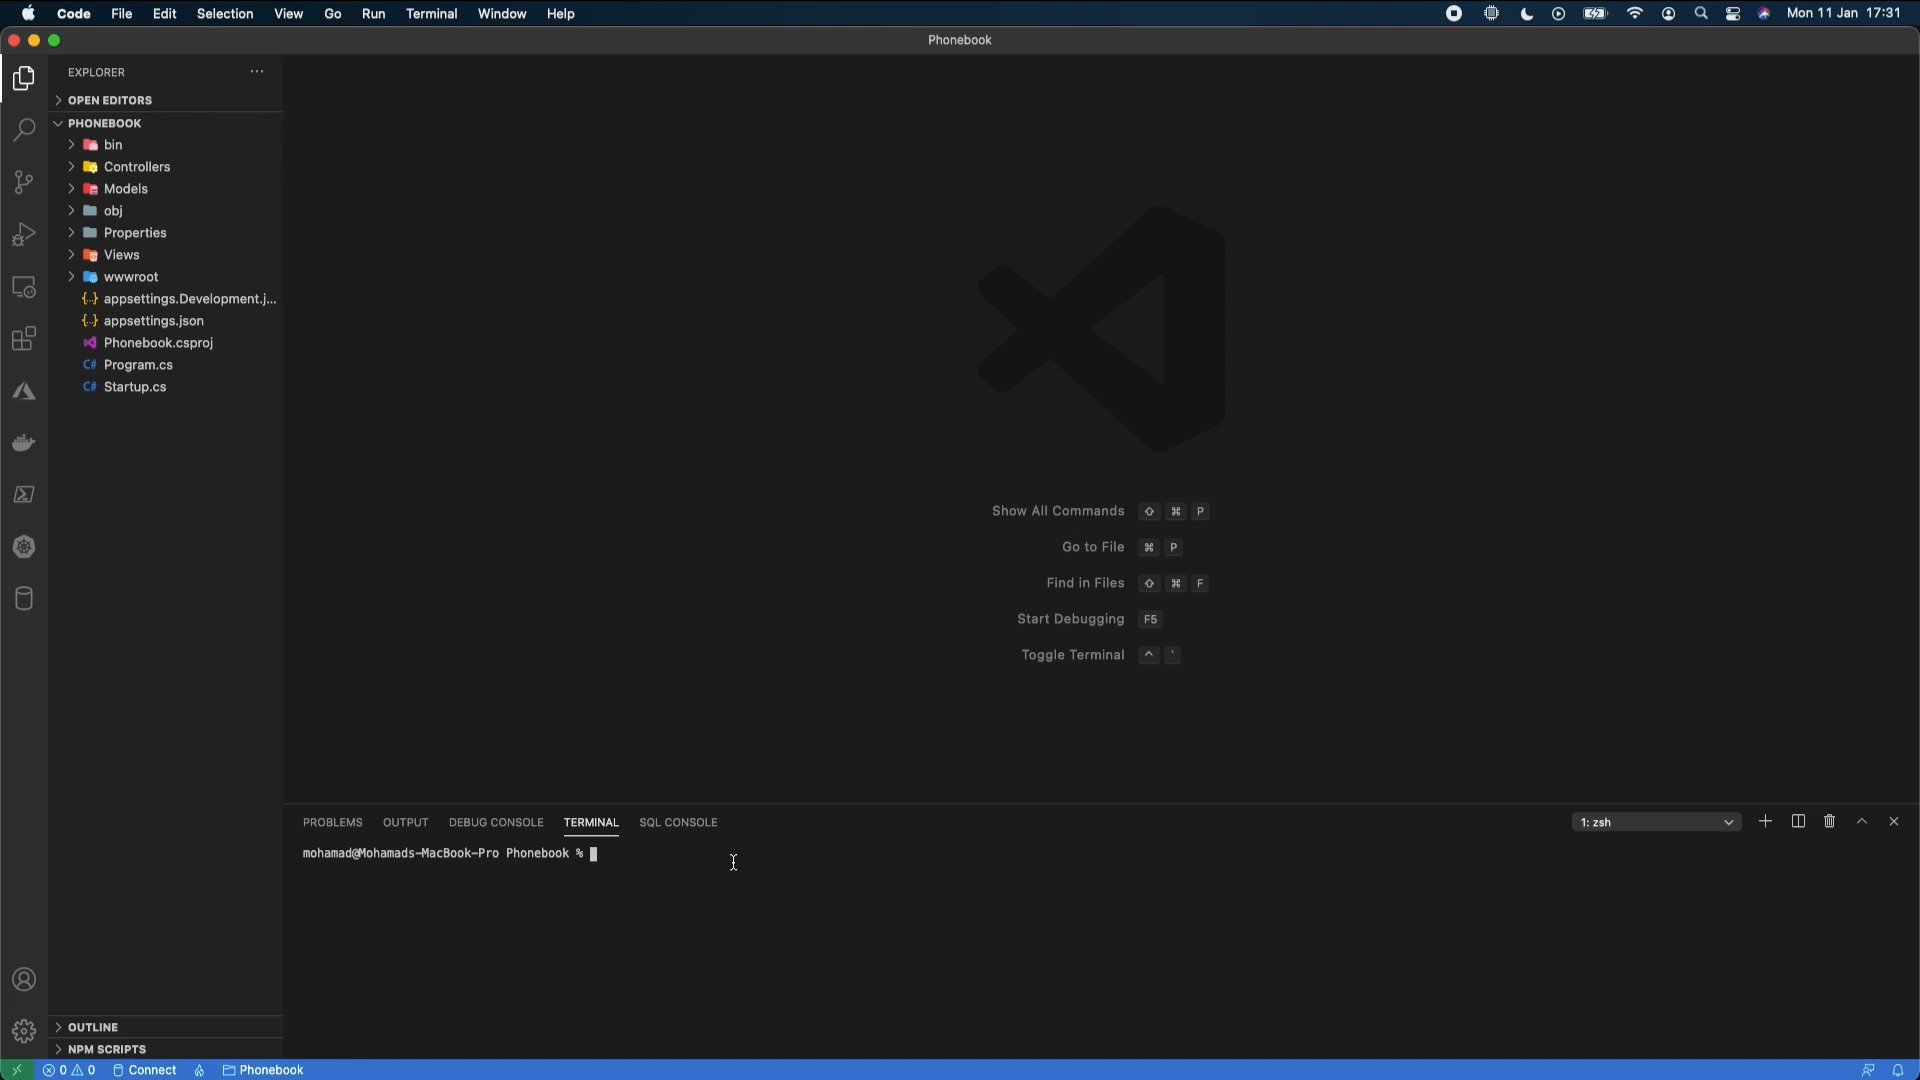 Code File Edit Selection View Go Run Terminal Window Help Mon 11 Jan 17:31
Phonebook
EXPLORER
OPEN EDITORS
PHONEBOOK
bin
Controllers
Models
obj
Properties
Views
wwwroot
{..} appsettings.Development.j...
{..} appsettings.json
Phonebook.csproj
C# Program.cs
C# Startup.cs
Show All Commands ⇧ ⌘ P
Go to File ⌘ P
Find in Files ⇧ ⌘ F
Start Debugging F5
Toggle Terminal ^ `
PROBLEMS OUTPUT DEBUG CONSOLE TERMINAL SQL CONSOLE 1: zsh
mohamad@Mohamads-MacBook-Pro Phonebook %
OUTLINE
NPM SCRIPTS
0 0 Connect Phonebook